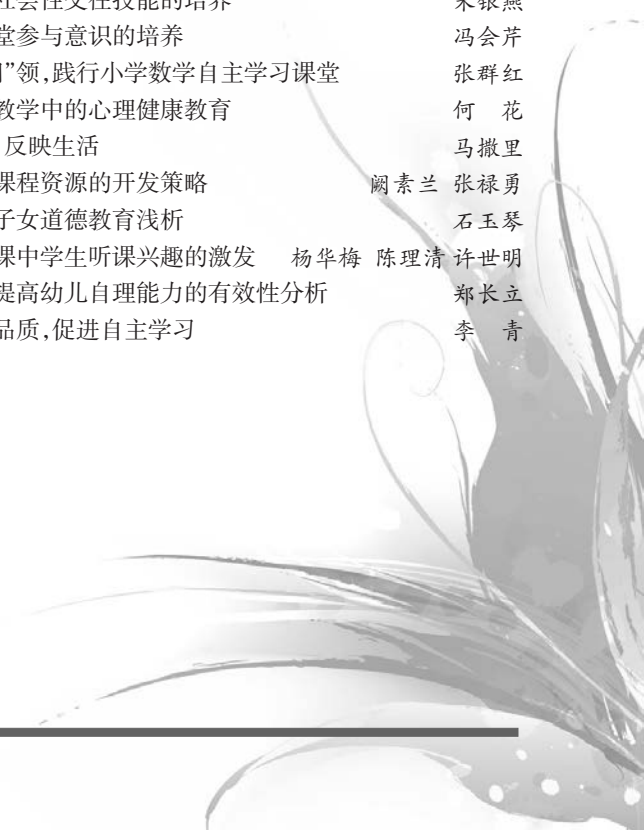 社会性交往技能的培养 朱银燕
堂参与意识的培养 冯会芹
”领,践行小学数学自主学习课堂 张群红
教学中的心理健康教育 何 花
反映生活 马撒里
课程资源的开发策略 阙素兰 张禄勇
子女道德教育浅析 石玉琴
课中学生听课兴趣的激发 杨华梅 陈理清 许世明
提高幼儿自理能力的有效性分析 郑长立
品质,促进自主学习 李 青